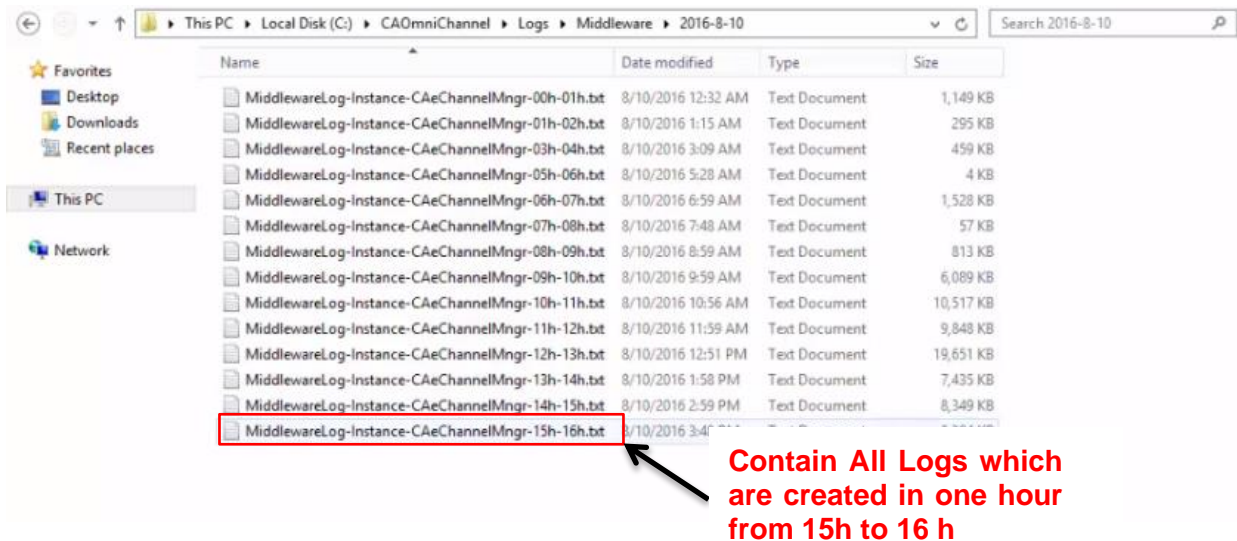 This PC ▸ Local Disk (C:) ▸ CAOmniChannel ▸ Logs ▸ Middleware ▸ 2016-8-10 Search 2016-8-10
Name Date modified Type Size
Favorites
Desktop
Downloads
Recent places
This PC
Network
MiddlewareLog-Instance-CAeChannelMngr-00h-01h.txt 8/10/2016 12:32 AM Text Document 1,149 KB
MiddlewareLog-Instance-CAeChannelMngr-01h-02h.txt 8/10/2016 1:15 AM Text Document 295 KB
MiddlewareLog-Instance-CAeChannelMngr-03h-04h.txt 8/10/2016 3:09 AM Text Document 459 KB
MiddlewareLog-Instance-CAeChannelMngr-05h-06h.txt 8/10/2016 5:28 AM Text Document 4 KB
MiddlewareLog-Instance-CAeChannelMngr-06h-07h.txt 8/10/2016 6:59 AM Text Document 1,528 KB
MiddlewareLog-Instance-CAeChannelMngr-07h-08h.txt 8/10/2016 7:48 AM Text Document 57 KB
MiddlewareLog-Instance-CAeChannelMngr-08h-09h.txt 8/10/2016 8:59 AM Text Document 813 KB
MiddlewareLog-Instance-CAeChannelMngr-09h-10h.txt 8/10/2016 9:59 AM Text Document 6,089 KB
MiddlewareLog-Instance-CAeChannelMngr-10h-11h.txt 8/10/2016 10:56 AM Text Document 10,517 KB
MiddlewareLog-Instance-CAeChannelMngr-11h-12h.txt 8/10/2016 11:59 AM Text Document 9,848 KB
MiddlewareLog-Instance-CAeChannelMngr-12h-13h.txt 8/10/2016 12:51 PM Text Document 19,651 KB
MiddlewareLog-Instance-CAeChannelMngr-13h-14h.txt 8/10/2016 1:58 PM Text Document 7,435 KB
MiddlewareLog-Instance-CAeChannelMngr-14h-15h.txt 8/10/2016 2:59 PM Text Document 8,349 KB
MiddlewareLog-Instance-CAeChannelMngr-15h-16h.txt 8/10/2016
Contain All Logs which
are created in one hour
from 15h to 16 h